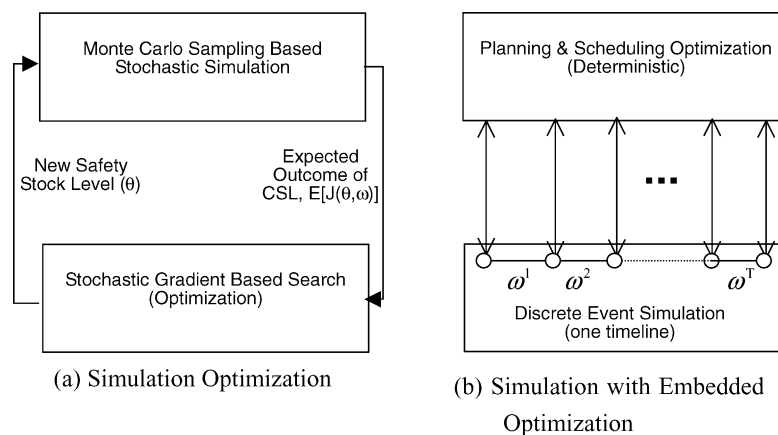 Monte Carlo Sampling Based
Stochastic Simulation
New Safety
Stock Level (θ)
Expected
Outcome of
CSL, E[J(θ,ω)]
Stochastic Gradient Based Search
(Optimization)
(a) Simulation Optimization
Planning & Scheduling Optimization
(Deterministic)
...
ω¹ ω² ωᵀ
Discrete Event Simulation
(one timeline)
(b) Simulation with Embedded
Optimization